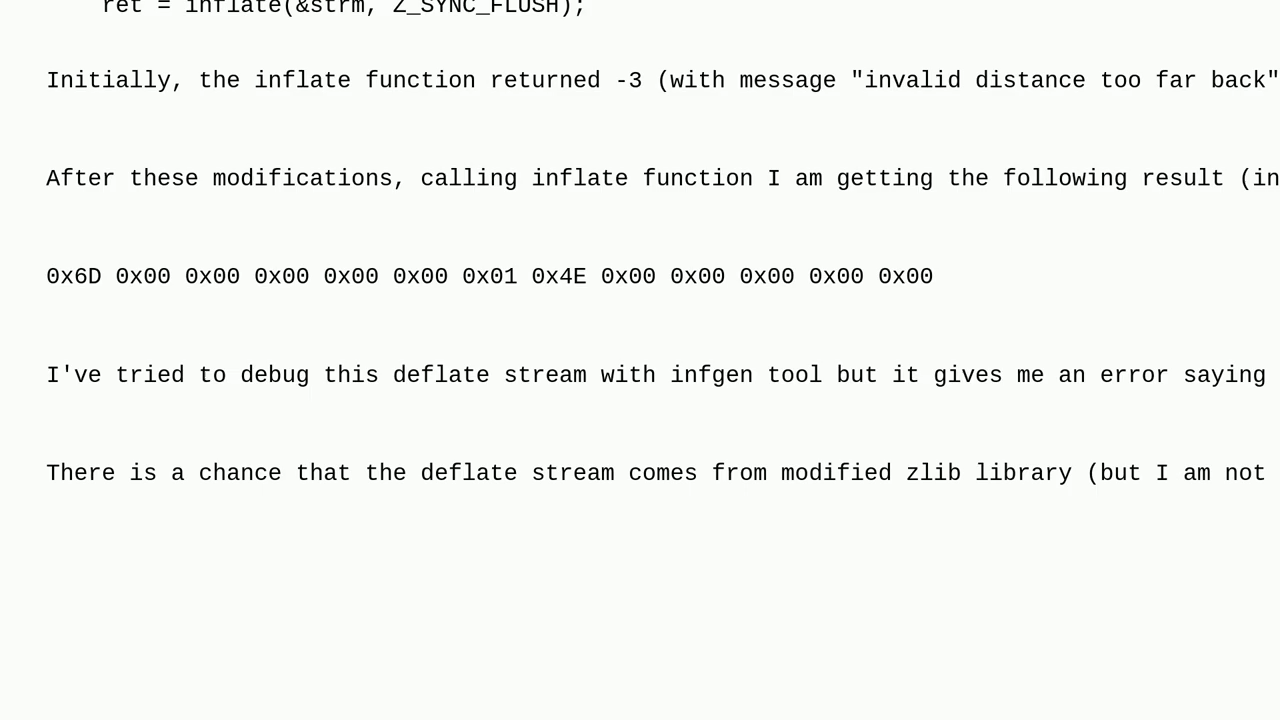 ret = inflate(&strm, Z_SYNC_FLUSH);
Initially, the inflate function returned -3 (with message "invalid distance too far back"
After these modifications, calling inflate function I am getting the following result (in
0x6D 0x00 0x00 0x00 0x00 0x00 0x01 0x4E 0x00 0x00 0x00 0x00 0x00
I've tried to debug this deflate stream with infgen tool but it gives me an error saying
There is a chance that the deflate stream comes from modified zlib library (but I am not